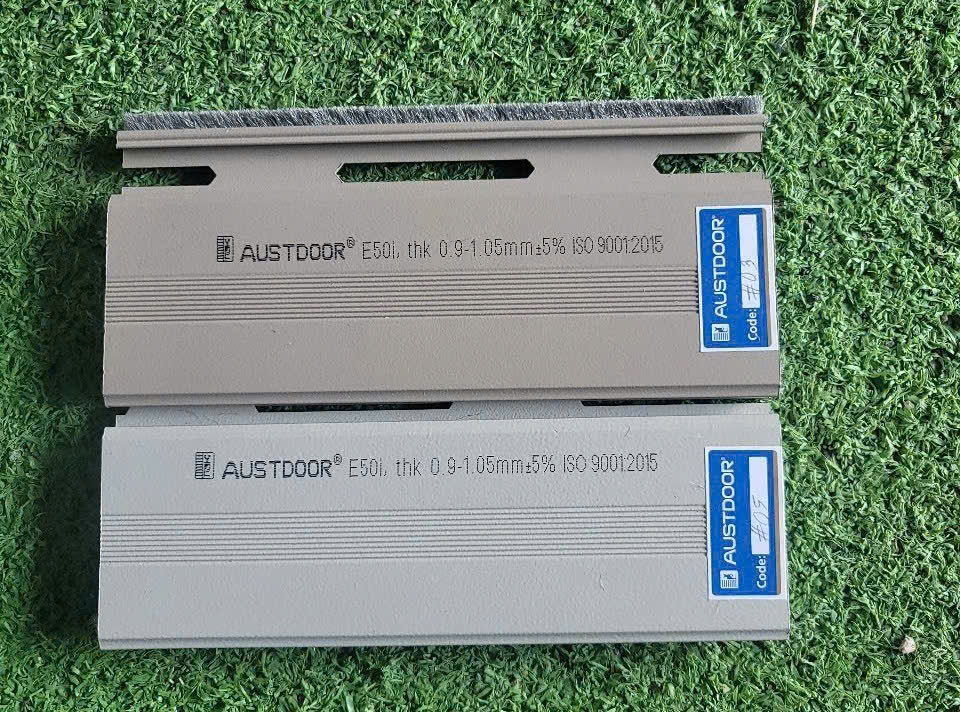 AUSTDOOR® E50i, thk 0.9-1.05mm±5% ISO 9001:2015
AUSTDOOR®
Code: #03
AUSTDOOR® E50i, thk 0.9-1.05mm±5% ISO 9001:2015
AUSTDOOR®
Code: #05